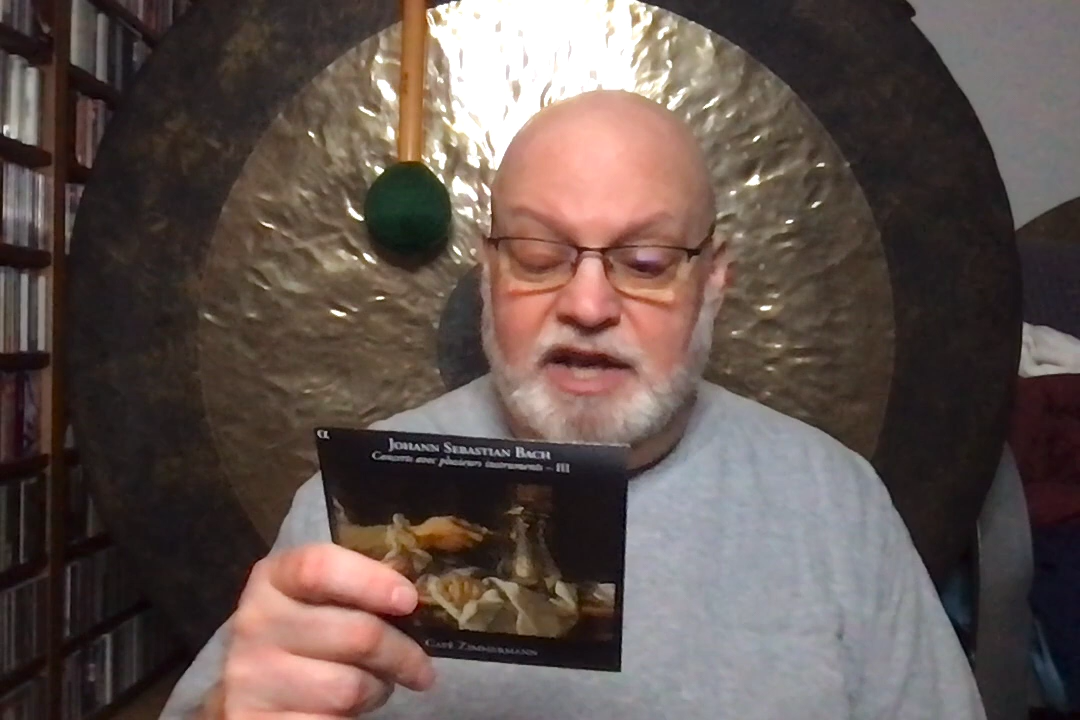 α
JOHANN SEBASTIAN BACH
Concerts avec plusieurs instruments – III
CAFÉ ZIMMERMANN